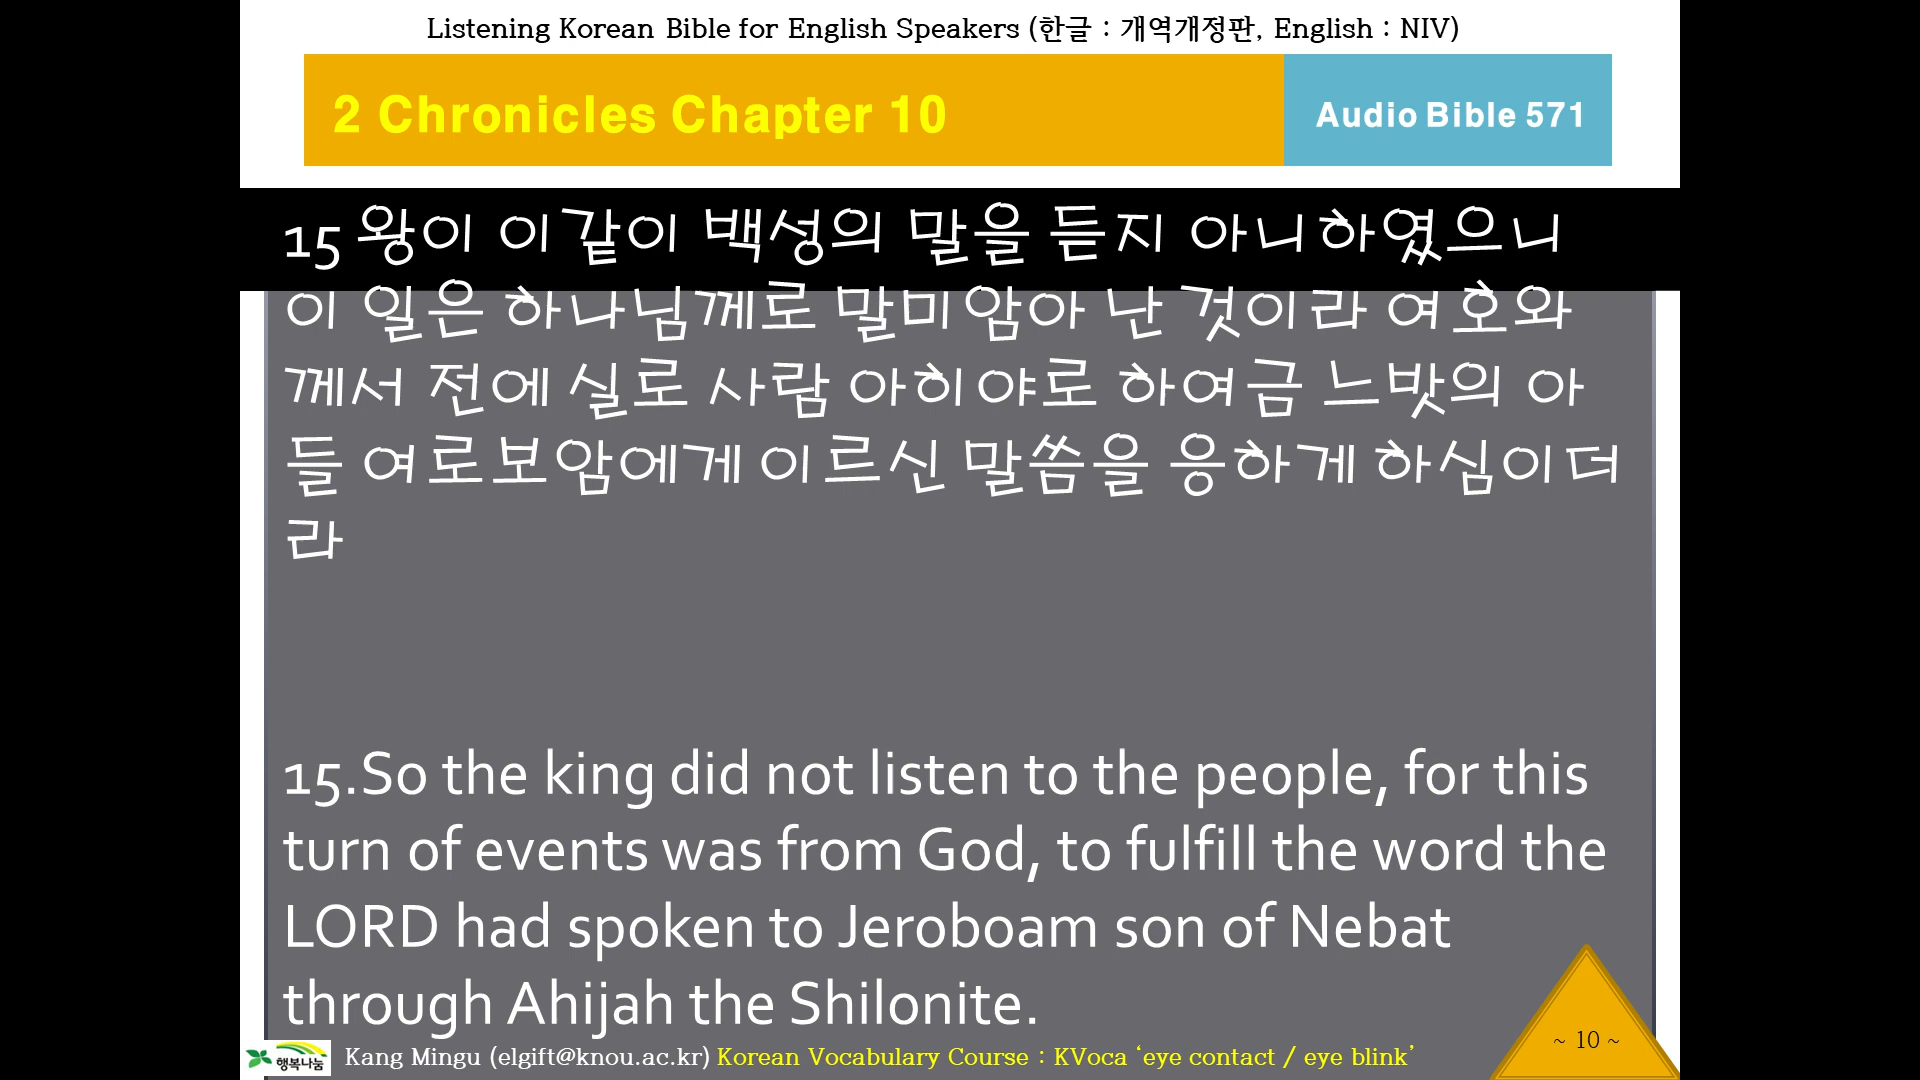 Listening Korean Bible for English Speakers (한글 : 개역개정판, English : NIV)
2 Chronicles Chapter 10
Audio Bible 571
15 왕이 이같이 백성의 말을 듣지 아니하였으니
이 일은 하나님께로 말미암아 난 것이라 여호와
께서 전에 실로 사람 아히야로 하여금 느밧의 아
들 여로보암에게 이르신 말씀을 응하게 하심이더
라
15.So the king did not listen to the people, for this
turn of events was from God, to fulfill the word the
LORD had spoken to Jeroboam son of Nebat
through Ahijah the Shilonite.
~ 10 ~
행복나눔
Kang Mingu (elgift@knou.ac.kr) Korean Vocabulary Course : KVoca ‘eye contact / eye blink’